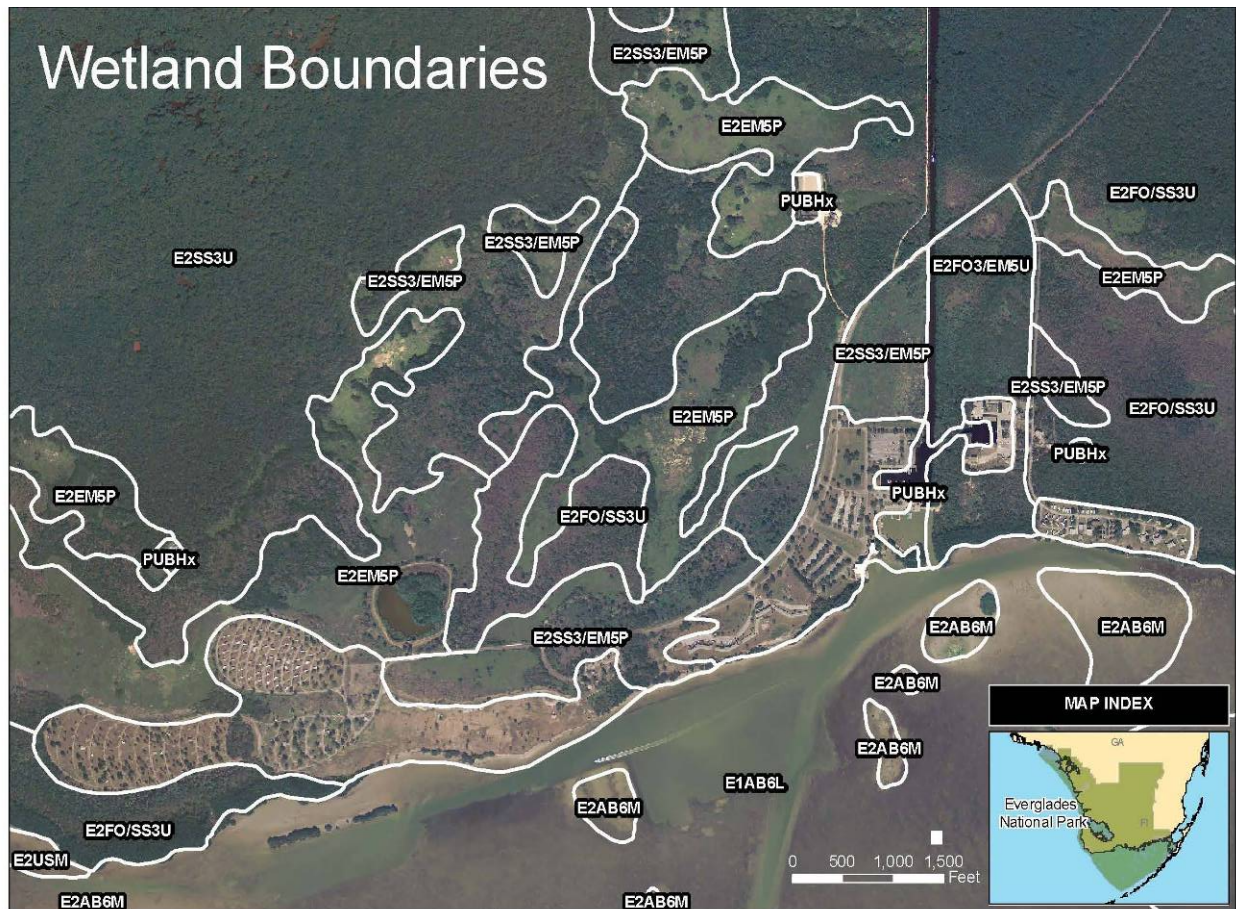 Wetland Boundaries
E2SS3/EM5P
E2EM5P
PUBHx
E2FO/SS3U
E2SS3/EM5P
E2SS3U
E2FO3/EM5U
E2EM5P
E2SS3/EM5P
E2SS3/EM5P
E2SS3/EM5P
E2EM5P
E2FO/SS3U
PUBHx
E2EM5P
PUBHx
E2FO/SS3U
PUBHx
E2EM5P
E2SS3/EM5P
E2AB6M
E2AB6M
E2AB6M
E2AB6M
E1AB6L
E2AB6M
E2FO/SS3U
E2USM
E2AB6M
E2AB6M
MAP INDEX
GA
Everglades
National Park
Fl
0 500 1,000 1,500
Feet